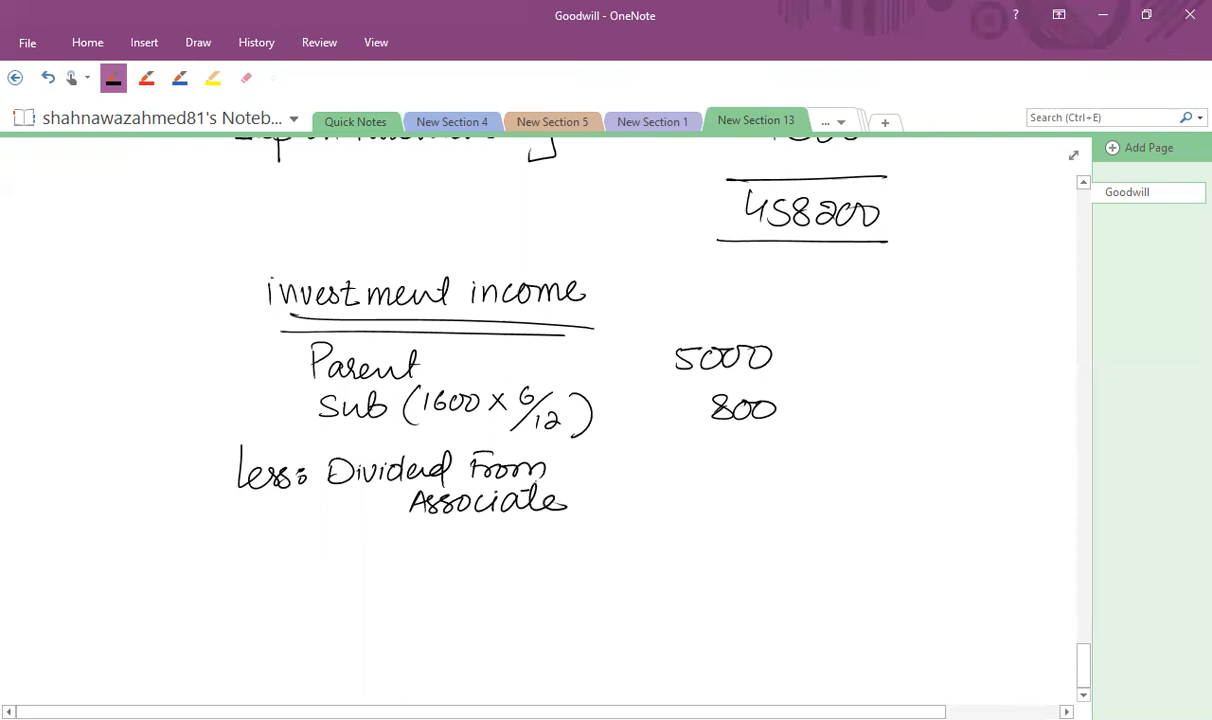 Goodwill - OneNote
?
File Home Insert Draw History Review View
shahnawazahmed81's Noteb... Quick Notes New Section 4 New Section 5 New Section 1 New Section 13 ... Search (Ctrl+E)
Add Page
Goodwill
458200
investment income
Parent 5000
Sub (1600 × 6/12) 800
Less: Dividend From
Associates